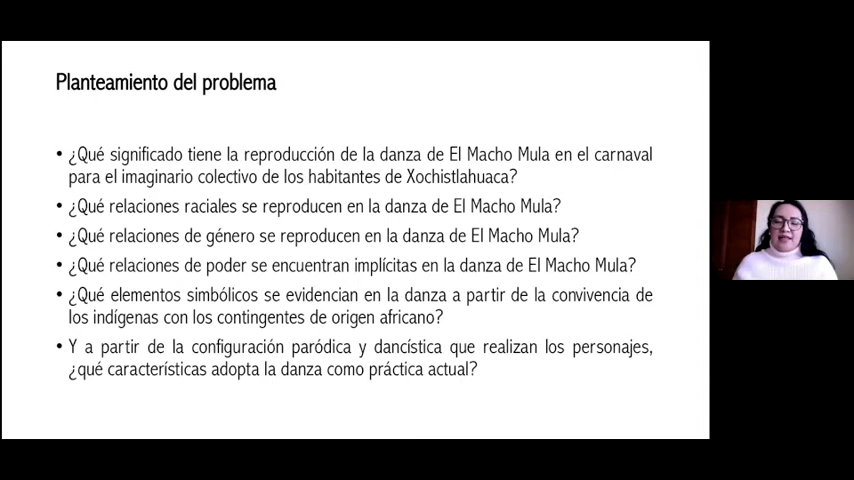 Planteamiento del problema
• ¿Qué significado tiene la reproducción de la danza de El Macho Mula en el carnaval
para el imaginario colectivo de los habitantes de Xochistlahuaca?
• ¿Qué relaciones raciales se reproducen en la danza de El Macho Mula?
• ¿Qué relaciones de género se reproducen en la danza de El Macho Mula?
• ¿Qué relaciones de poder se encuentran implícitas en la danza de El Macho Mula?
• ¿Qué elementos simbólicos se evidencian en la danza a partir de la convivencia de
los indígenas con los contingentes de origen africano?
• Y a partir de la configuración paródica y dancística que realizan los personajes,
¿qué características adopta la danza como práctica actual?